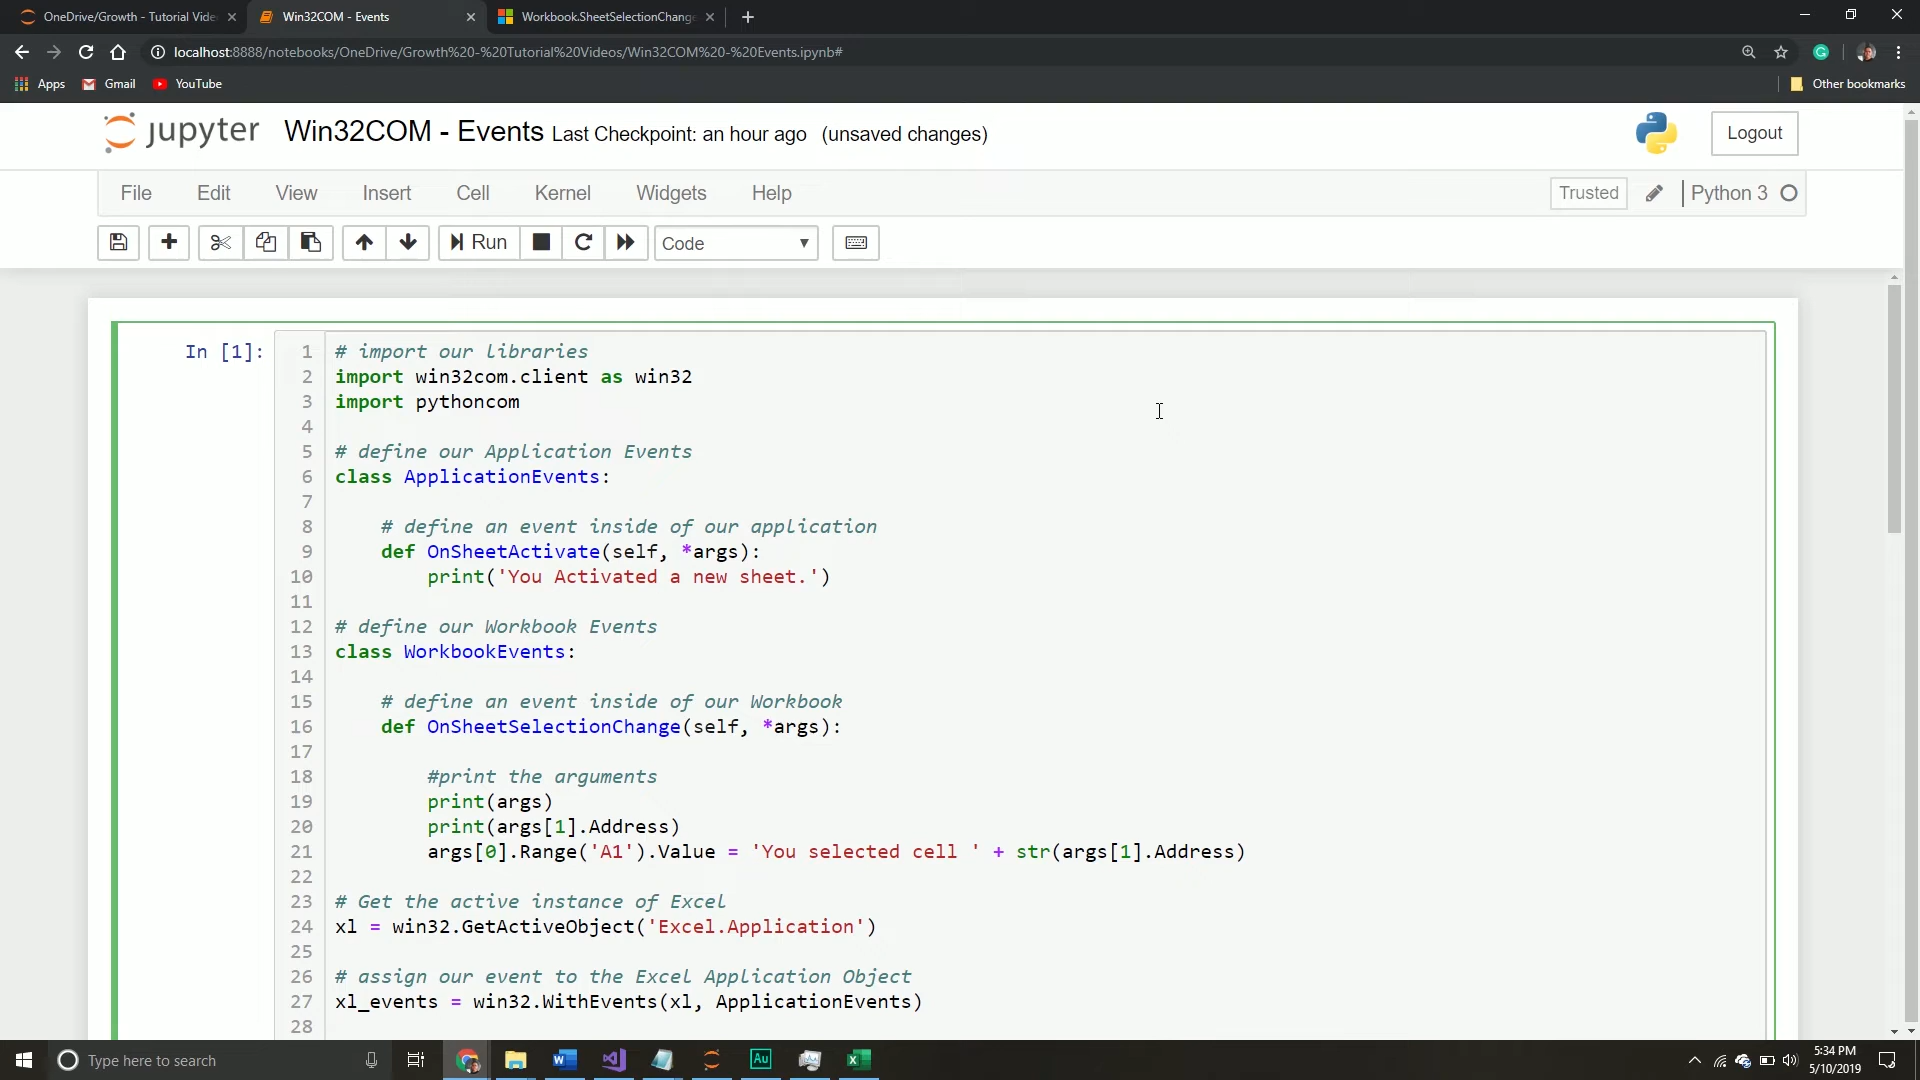 OneDrive/Growth - Tutorial Vide
Win32COM - Events
Workbook.SheetSelectionChange
localhost:8888/notebooks/OneDrive/Growth%20-%20Tutorial%20Videos/Win32COM%20-%20Events.ipynb#
Apps
Gmail
YouTube
Other bookmarks
jupyter
Win32COM - Events Last Checkpoint: an hour ago (unsaved changes)
Logout
File Edit View Insert Cell Kernel Widgets Help
Trusted
Python 3
Run
Code
In [1]:
1 # import our libraries
2 import win32com.client as win32
3 import pythoncom
4
5 # define our Application Events
6 class ApplicationEvents:
7
8 # define an event inside of our application
9 def OnSheetActivate(self, *args):
10 print('You Activated a new sheet.')
11
12 # define our Workbook Events
13 class WorkbookEvents:
14
15 # define an event inside of our Workbook
16 def OnSheetSelectionChange(self, *args):
17
18 #print the arguments
19 print(args)
20 print(args[1].Address)
21 args[0].Range('A1').Value = 'You selected cell ' + str(args[1].Address)
22
23 # Get the active instance of Excel
24 xl = win32.GetActiveObject('Excel.Application')
25
26 # assign our event to the Excel Application Object
27 xl_events = win32.WithEvents(xl, ApplicationEvents)
28
Type here to search
Au
5:34 PM
5/10/2019